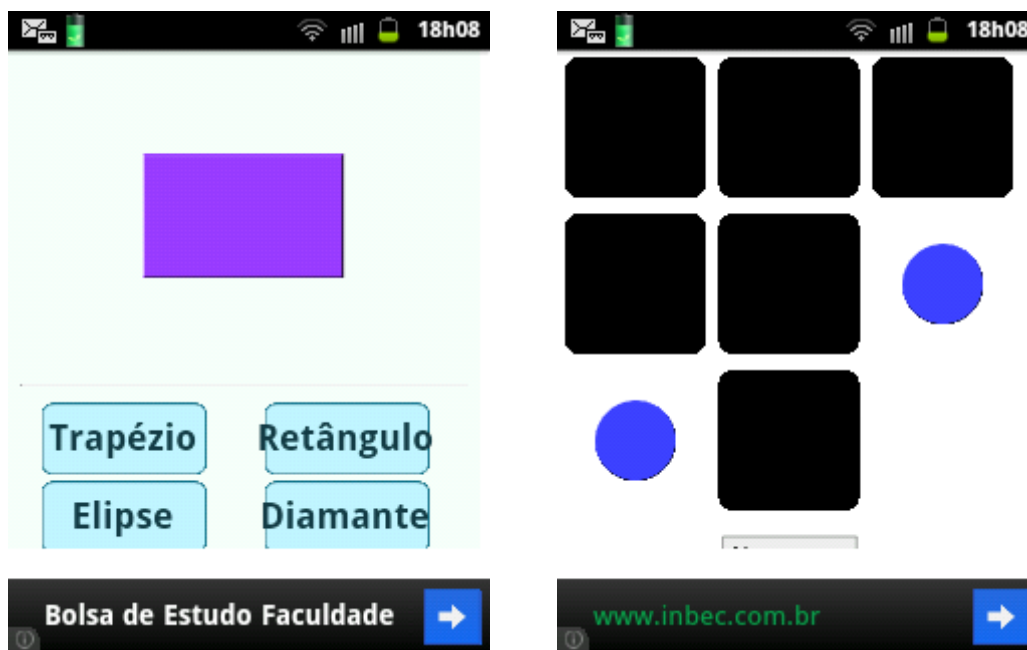 18h08
Trapézio
Retângulo
Elipse
Diamante
Bolsa de Estudo Faculdade
18h08
www.inbec.com.br